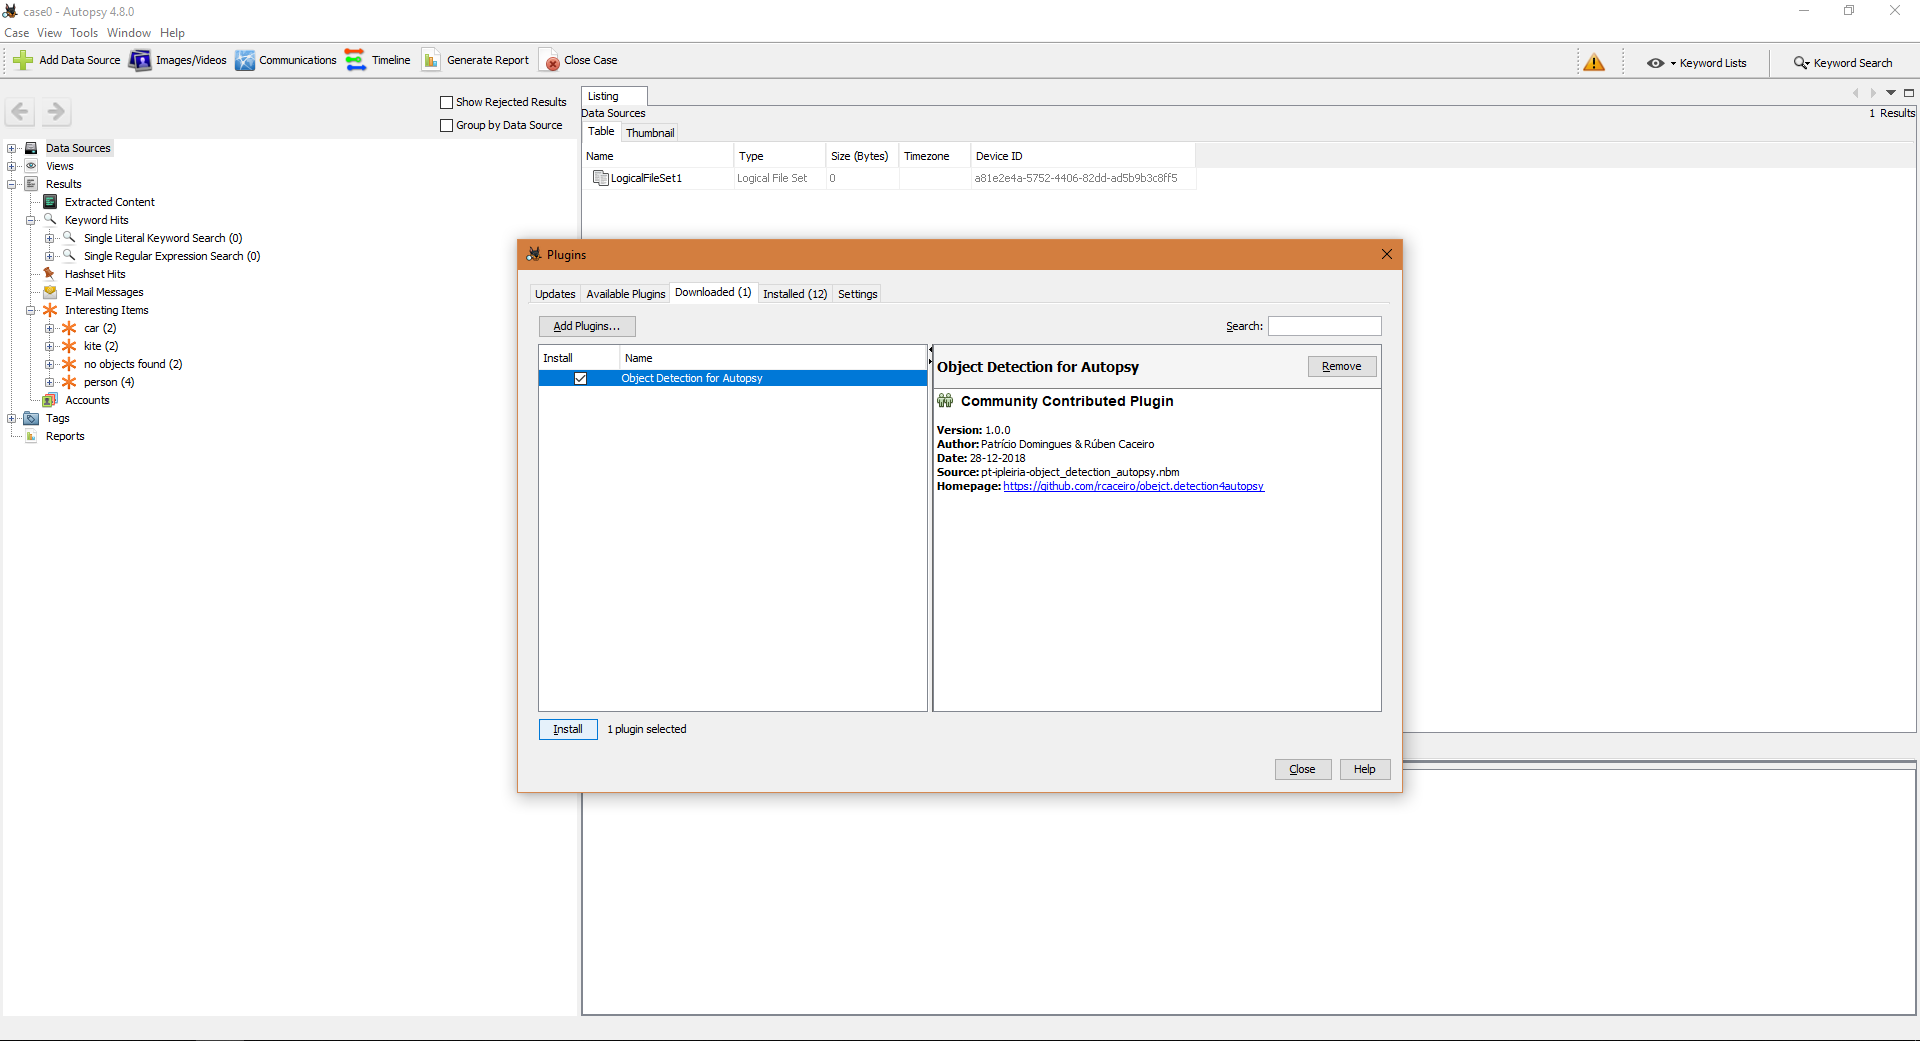 case0 - Autopsy 4.8.0
Case View Tools Window Help
Add Data Source Images/Videos Communications Timeline Generate Report Close Case Keyword Lists Keyword Search
Show Rejected Results
Group by Data Source
Listing
Data Sources 1 Results
Table Thumbnail
Name Type Size (Bytes) Timezone Device ID
LogicalFileSet1 Logical File Set 0 a81e2e4a-5752-4406-82dd-ad5b9b3c8ff5
Data Sources
Views
Results
Extracted Content
Keyword Hits
Single Literal Keyword Search (0)
Single Regular Expression Search (0)
Hashset Hits
E-Mail Messages
Interesting Items
car (2)
kite (2)
no objects found (2)
person (4)
Accounts
Tags
Reports
Plugins
Updates Available Plugins Downloaded (1) Installed (12) Settings
Add Plugins... Search:
Install Name
Object Detection for Autopsy
Object Detection for Autopsy Remove
Community Contributed Plugin
Version: 1.0.0
Author: Patrício Domingues & Rúben Caceiro
Date: 28-12-2018
Source: pt-ipleiria-object_detection_autopsy.nbm
Homepage: https://github.com/rcaceiro/obejct.detection4autopsy
Install 1 plugin selected
Close Help